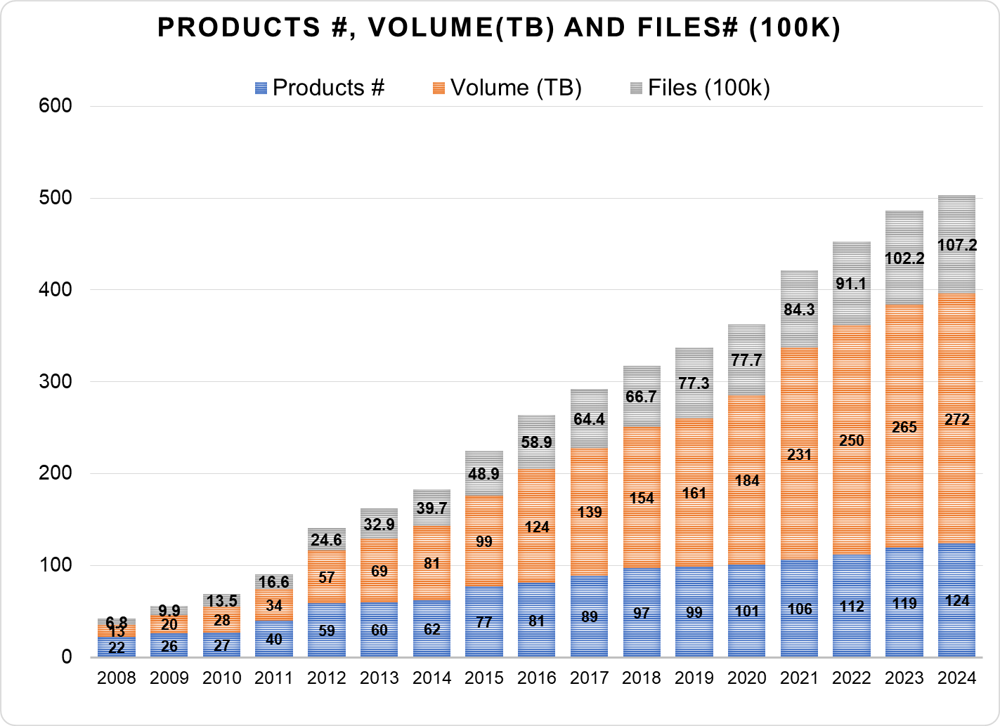 PRODUCTS #, VOLUME(TB) AND FILES# (100K)
Products # Volume (TB) Files (100k)
600
500
400
300
200
100
0
6.8 9.9 13.5 16.6 24.6 32.9 39.7 48.9 58.9 64.4 66.7 77.3 77.7 84.3 91.1 102.2 107.2
13 20 28 34 57 69 81 99 124 139 154 161 184 231 250 265 272
22 26 27 40 59 60 62 77 81 89 97 99 101 106 112 119 124
2008 2009 2010 2011 2012 2013 2014 2015 2016 2017 2018 2019 2020 2021 2022 2023 2024